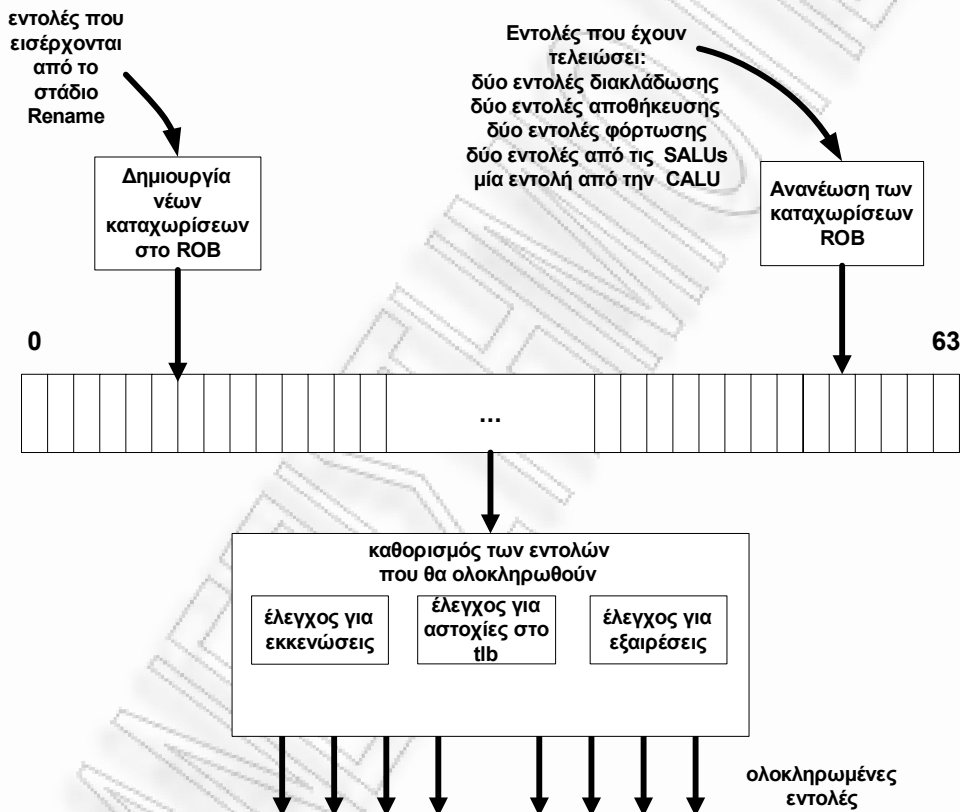 εντολές που
εισέρχονται
από το
στάδιο
Rename
Εντολές που έχουν
τελειώσει:
δύο εντολές διακλάδωσης
δύο εντολές αποθήκευσης
δύο εντολές φόρτωσης
δύο εντολές από τις SALUs
μία εντολή από την CALU
Δημιουργία
νέων
καταχωρίσεων
στο ROB
Ανανέωση των
καταχωρίσεων
ROB
0
63
...
καθορισμός των εντολών
που θα ολοκληρωθούν
έλεγχος για
εκκενώσεις
έλεγχος για
αστοχίες στο
tlb
έλεγχος για
εξαιρέσεις
ολοκληρωμένες
εντολές